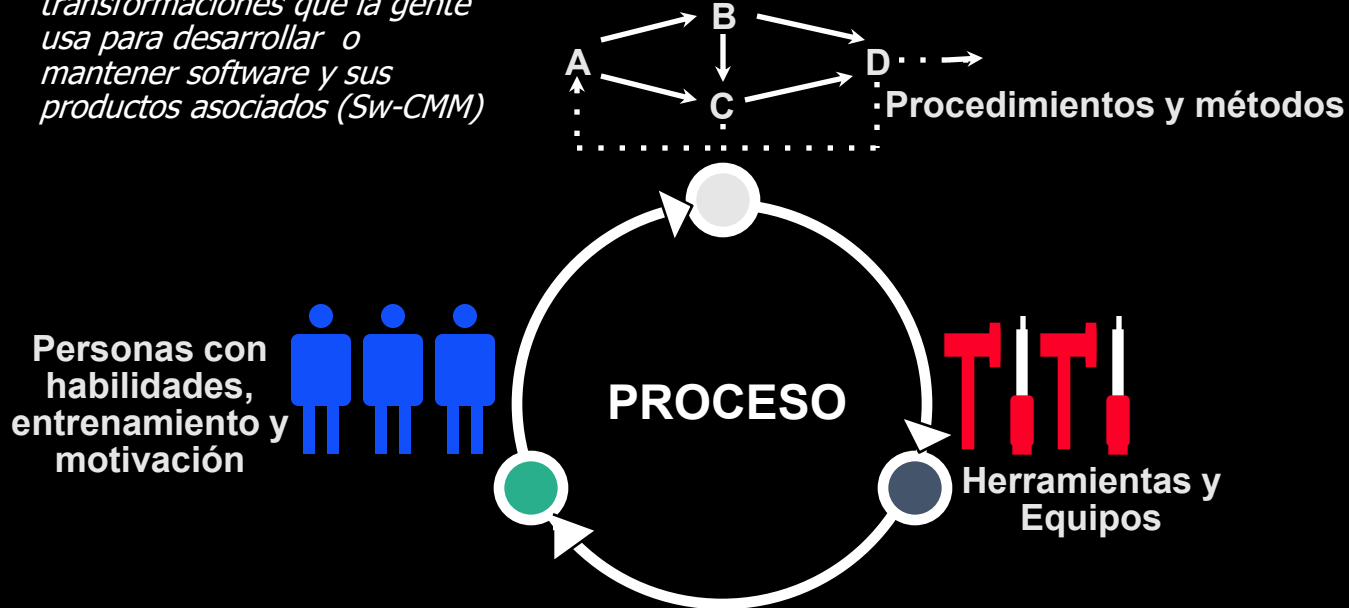 transformaciones que la gente
usa para desarrollar o
mantener software y sus
productos asociados (Sw-CMM)
B
A
D
C
Procedimientos y métodos
Personas con
habilidades,
entrenamiento y
motivación
PROCESO
Herramientas y
Equipos